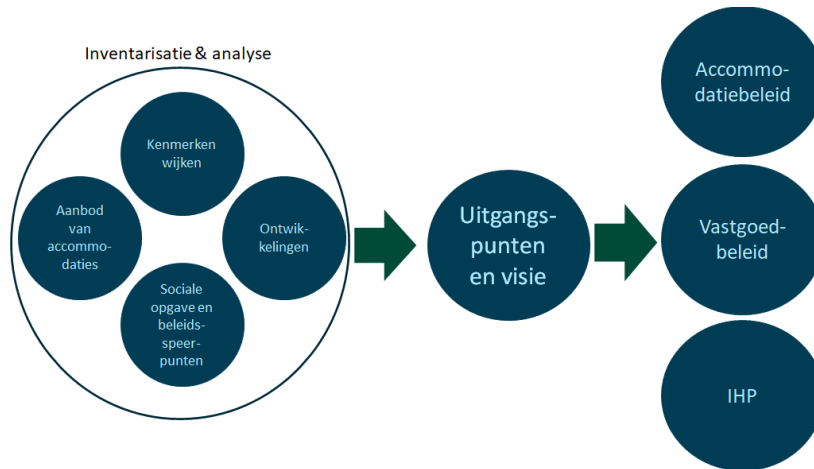 Inventarisatie & analyse
Kenmerken
wijken
Aanbod
van
accommo-
daties
Ontwik-
kelingen
Sociale
opgave en
beleids-
speer-
punten
Uitgangs-
punten
en visie
Accommo-
datiebeleid
Vastgoed-
beleid
IHP